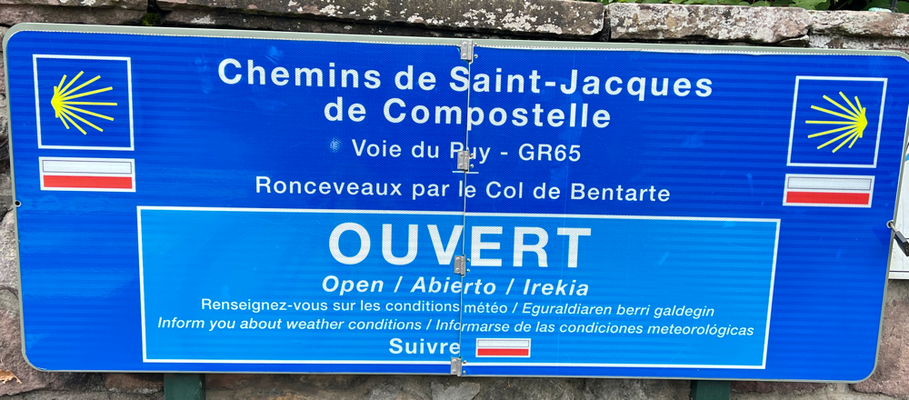 Chemins de Saint-Jacques
de Compostelle
Voie du Puy - GR65
Ronceveaux par le Col de Bentarte
OUVERT
Open / Abierto / Irekia
Renseignez-vous sur les conditions météo / Eguraldiaren berri galdegin
Inform you about weather conditions / Informarse de las condiciones meteorológicas
Suivre